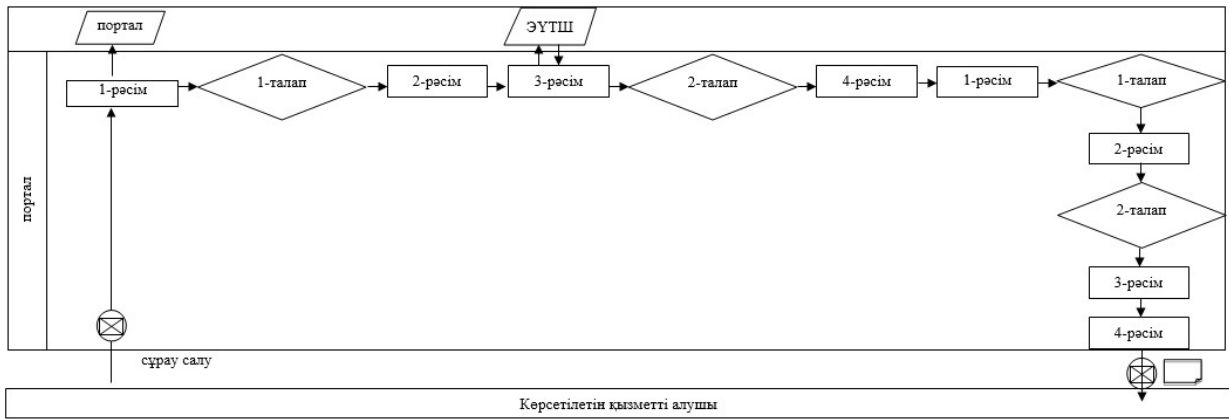 портал
ЭҮТШ
1-рәсім
1-талап
2-рәсім
3-рәсім
2-талап
4-рәсім
1-рәсім
1-талап
2-рәсім
портал
2-талап
3-рәсім
4-рәсім
сұрау салу
Көрсетілетін қызметті алушы